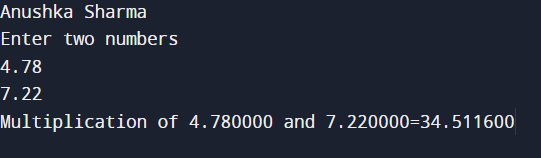 Anushka Sharma
Enter two numbers
4.78
7.22
Multiplication of 4.780000 and 7.220000=34.511600